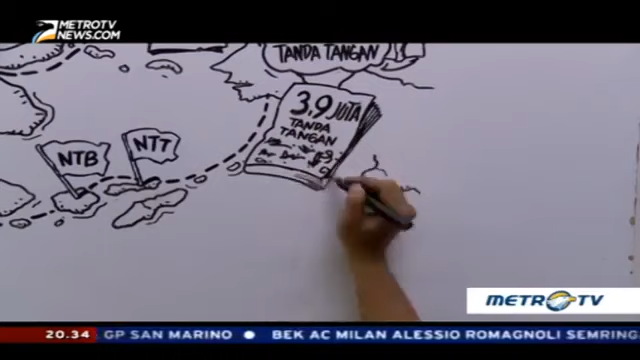 METROTV
NEWS.COM
TANDA TANGAN
3,9 JUTA
TANDA
TANGAN
NTB
NTT
METRO TV
20.34 GP SAN MARINO BEK AC MILAN ALESSIO ROMAGNOLI SEMRING